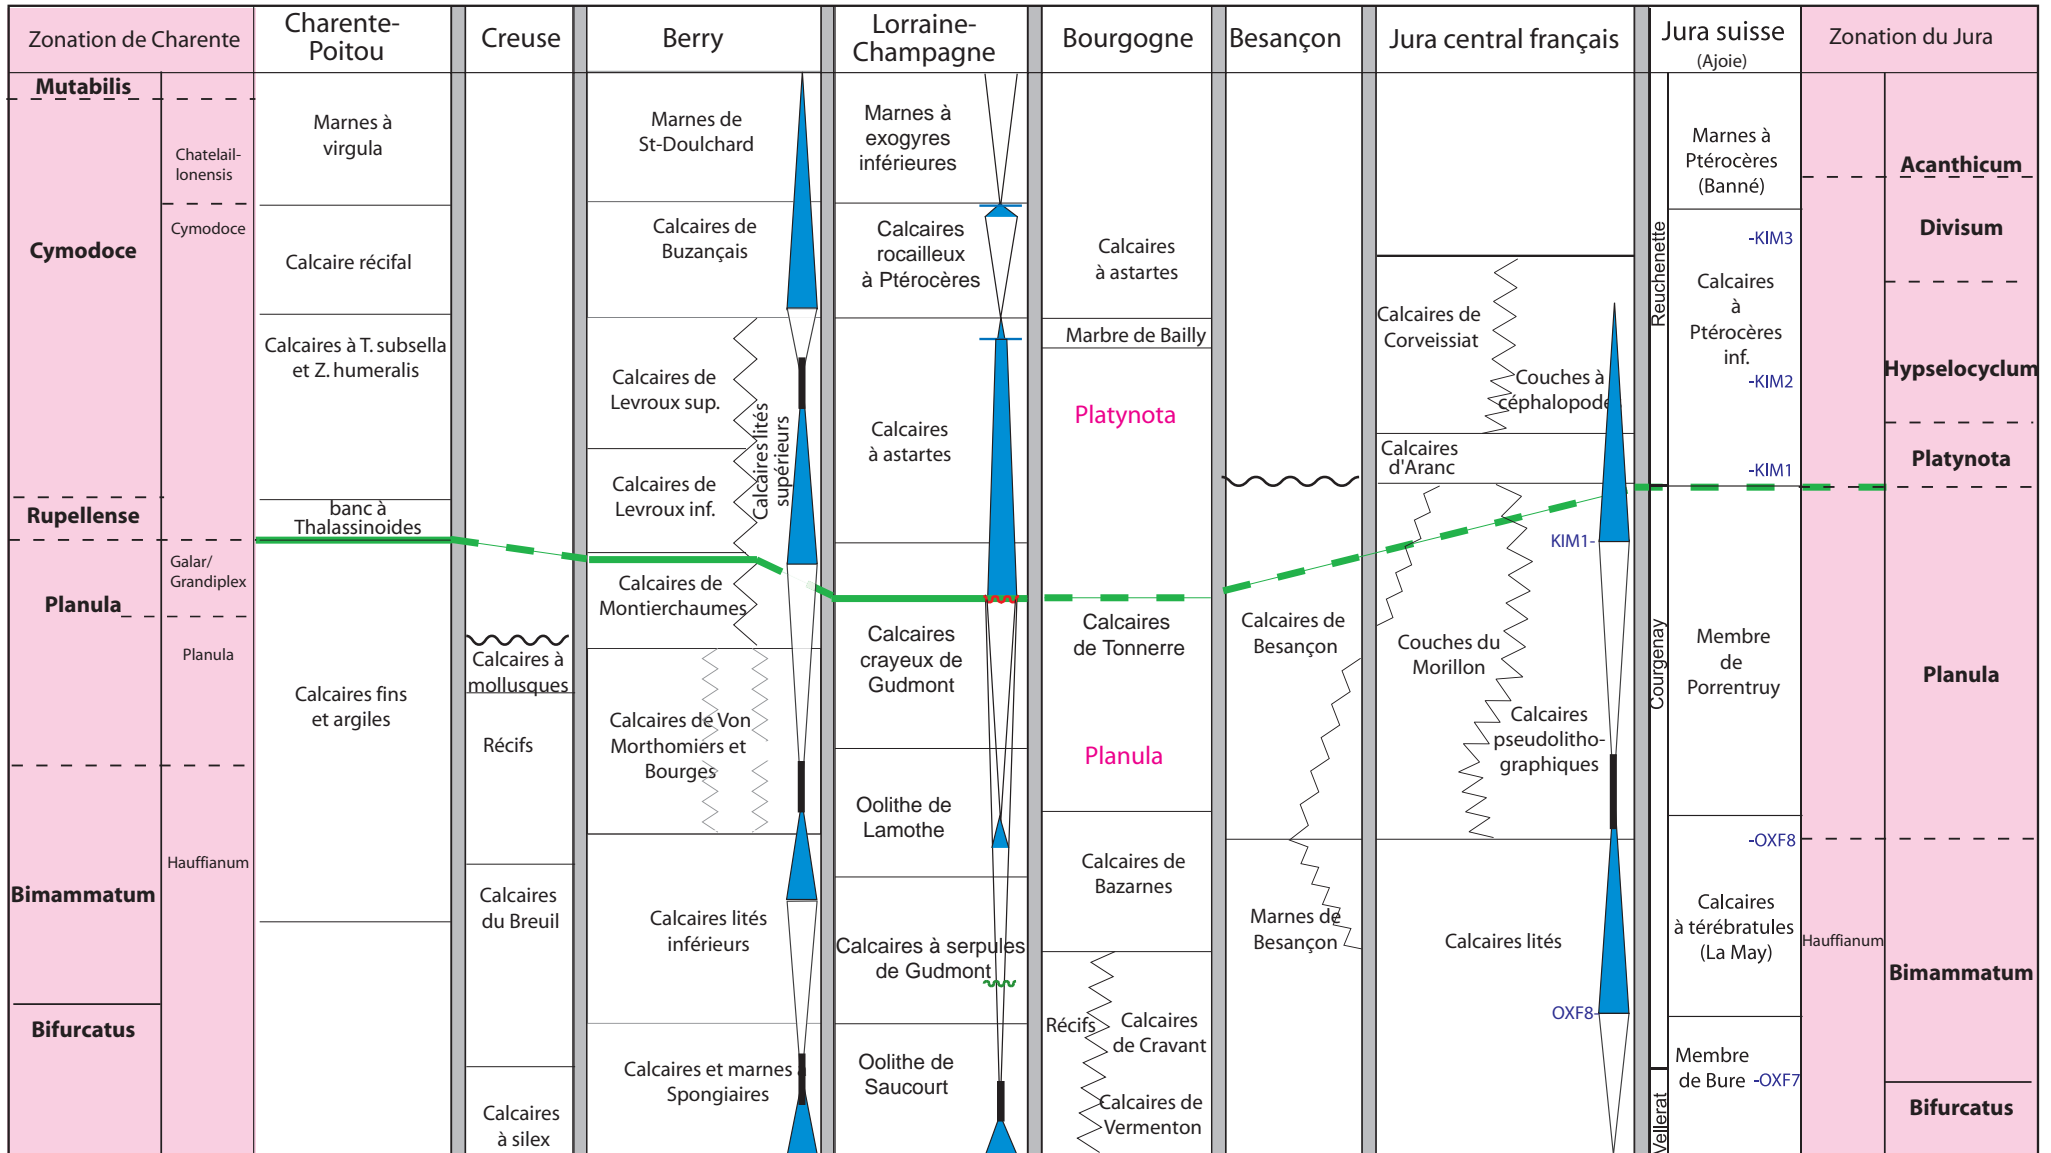 Zonation de Charente
Charente-
Poitou
Creuse
Berry
Lorraine-
Champagne
Bourgogne
Besançon
Jura central français
Jura suisse
(Ajoie)
Zonation du Jura
Mutabilis
Cymodoce
Rupellense
Planula
Bimammatum
Bifurcatus
Chatelail-
lonensis
Cymodoce
Galar/
Grandiplex
Planula
Hauffianum
Marnes à
virgula
Calcaire récifal
Calcaires à T. subsella
et Z. humeralis
banc à
Thalassinoides
Calcaires fins
et argiles
Calcaires à
mollusques
Récifs
Calcaires
du Breuil
Calcaires
à silex
Marnes de
St-Doulchard
Calcaires de
Buzançais
Calcaires de
Levroux sup.
Calcaires lités
supérieurs
Calcaires de
Levroux inf.
Calcaires de
Montierchaumes
Calcaires de Von
Morthomiers et
Bourges
Calcaires lités
inférieurs
Calcaires et marnes à
Spongiaires
Marnes à
exogyres
inférieures
Calcaires
rocailleux
à Ptérocères
Calcaires
à astartes
Calcaires
crayeux de
Gudmont
Oolithe de
Lamothe
Calcaires à serpules
de Gudmont
Oolithe de
Saucourt
Calcaires
à astartes
Marbre de Bailly
Platynota
Calcaires
de Tonnerre
Planula
Calcaires de
Bazarnes
Récifs
Calcaires
de Cravant
Calcaires de
Vermenton
Calcaires de
Besançon
Marnes de
Besançon
Calcaires de
Corveissiat
Couches à
céphalopodes
Calcaires
d'Aranc
KIM1-
Couches du
Morillon
Calcaires
pseudolitho-
graphiques
Calcaires lités
OXF8-
Reuchenette
Courgenay
Vellerat
Marnes à
Ptérocères
(Banné)
-KIM3
Calcaires
à
Ptérocères
inf.
-KIM2
-KIM1
Membre
de
Porrentruy
-OXF8
Calcaires
à térébratules
(La May)
Membre
de Bure
-OXF7
Hauffianum
Acanthicum
Divisum
Hypselocyclum
Platynota
Planula
Bimammatum
Bifurcatus